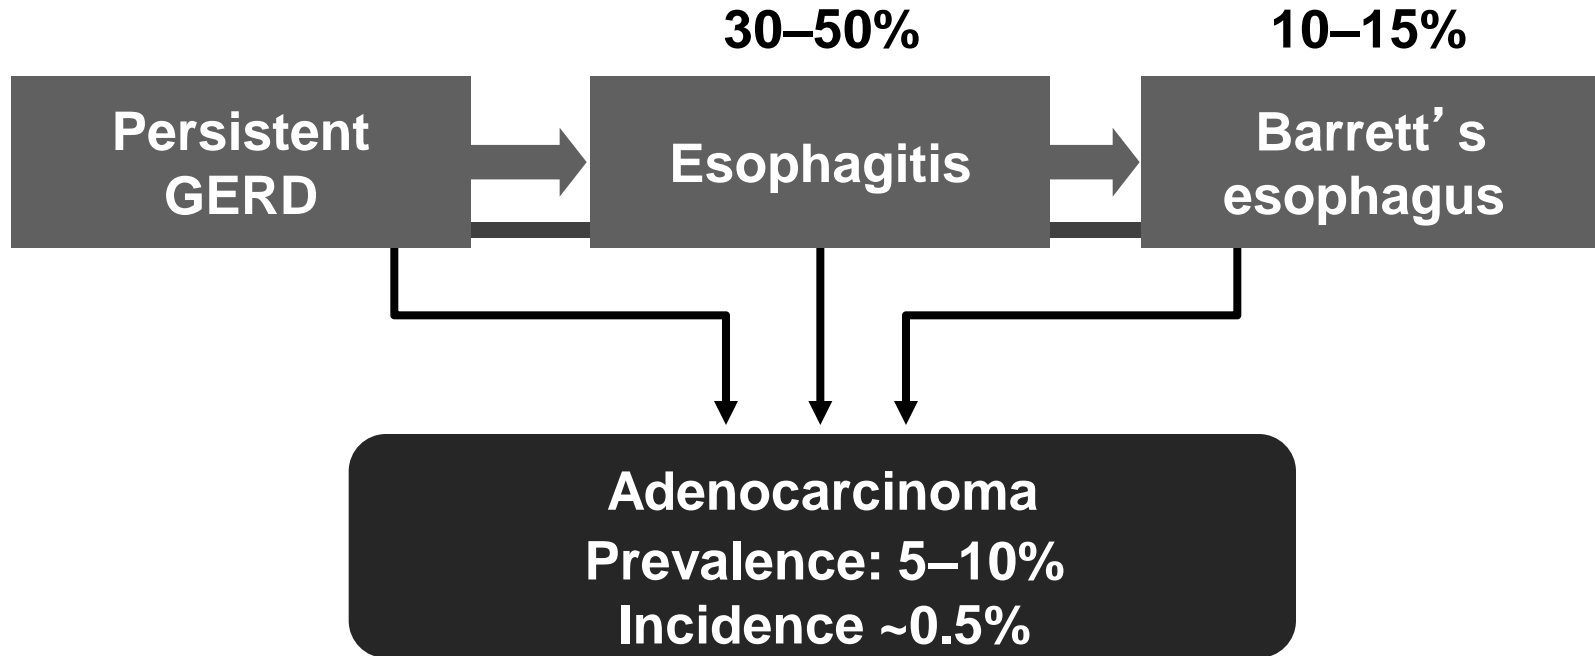 30–50%
10–15%
Persistent
GERD
Esophagitis
Barrett’s
esophagus
Adenocarcinoma
Prevalence: 5–10%
Incidence ~0.5%